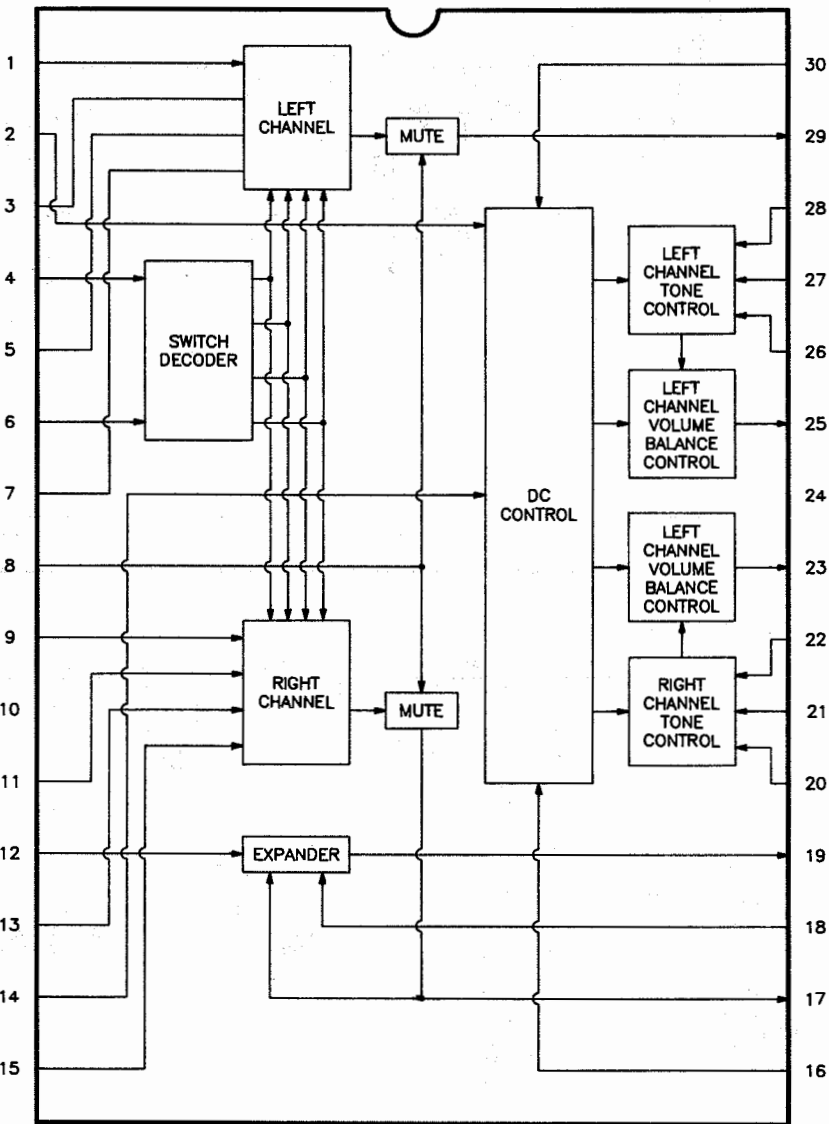 1
30
LEFT
CHANNEL
2
MUTE
29
3
28
LEFT
CHANNEL
TONE
CONTROL
4
27
SWITCH
DECODER
5
26
LEFT
CHANNEL
VOLUME
BALANCE
CONTROL
6
25
7
24
DC
CONTROL
LEFT
CHANNEL
VOLUME
BALANCE
CONTROL
8
23
9
22
RIGHT
CHANNEL
RIGHT
CHANNEL
TONE
CONTROL
10
MUTE
21
11
20
12
EXPANDER
19
13
18
14
17
15
16